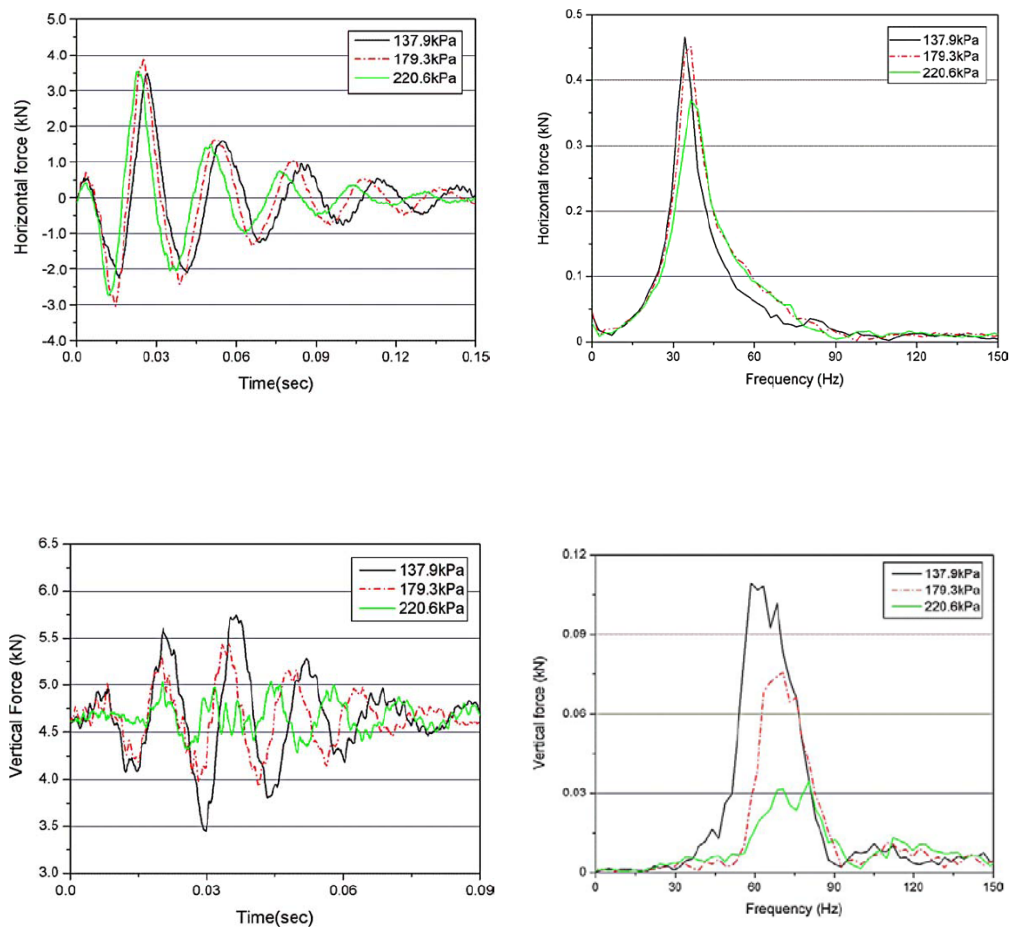 5.0
4.0
3.0
2.0
1.0
0
-1.0
-2.0
-3.0
-4.0
Horizontal force (kN)
137.9kPa
179.3kPa
220.6kPa
0.0
0.03
0.06
0.09
0.12
0.15
Time(sec)
0.5
0.4
0.3
0.2
0.1
0
Horizontal force (kN)
137.9kPa
179.3kPa
220.6kPa
0
30
60
90
120
150
Frequency (Hz)
6.5
6.0
5.5
5.0
4.5
4.0
3.5
3.0
Vertical Force (kN)
137.9kPa
179.3kPa
220.6kPa
0.0
0.03
0.06
0.09
Time(sec)
0.12
0.09
0.06
0.03
0
Vertical force (kN)
137.9kPa
179.3kPa
220.6kPa
0
30
60
90
120
150
Frequency (Hz)